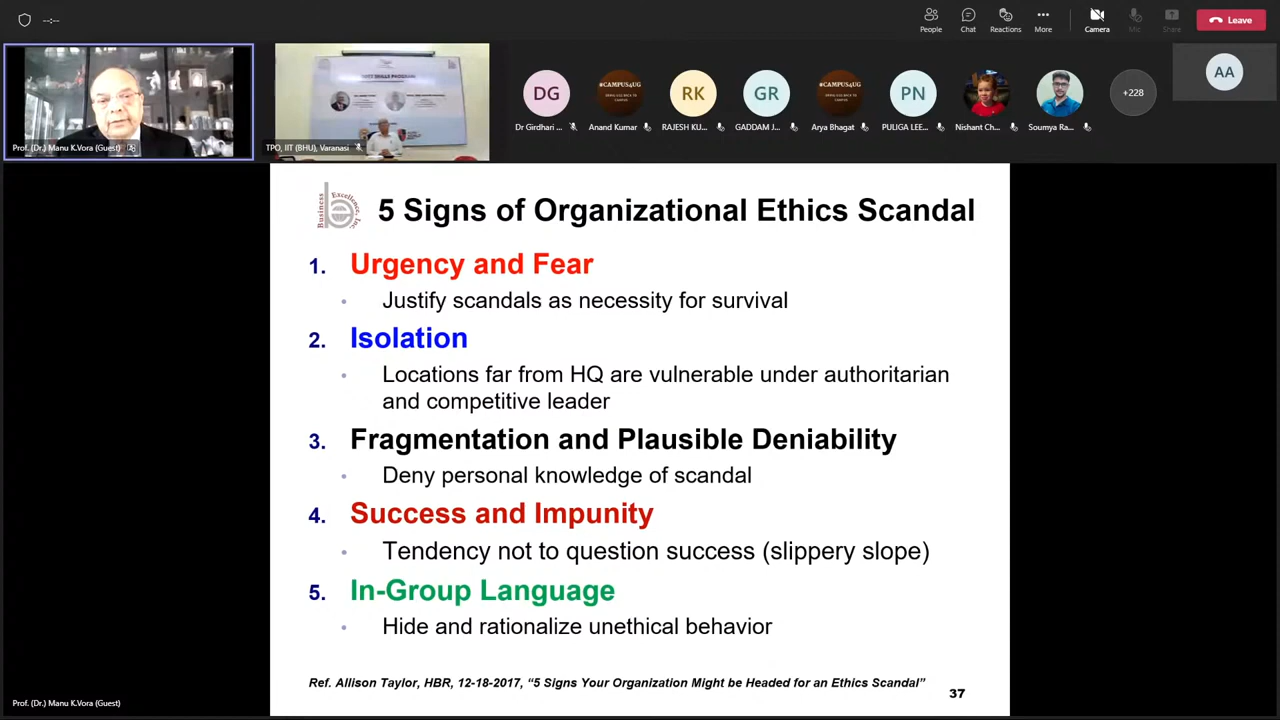 --:--
People
Chat
Reactions
More
Camera
Mic
Share
Leave
Prof. (Dr.) Manu K.Vora (Guest)
TPO, IIT (BHU), Varanasi
DG
Dr Girdhari ...
#CAMPUS4UG
Anand Kumar
RK
RAJESH KU...
GR
GADDAM J...
#CAMPUS4UG
Arya Bhagat
PN
PULIGA LEE...
Nishant Ch...
Soumya Ra...
+228
AA
Business
Excellence, Inc
be
5 Signs of Organizational Ethics Scandal
1. Urgency and Fear
• Justify scandals as necessity for survival
2. Isolation
• Locations far from HQ are vulnerable under authoritarian
and competitive leader
3. Fragmentation and Plausible Deniability
• Deny personal knowledge of scandal
4. Success and Impunity
• Tendency not to question success (slippery slope)
5. In-Group Language
• Hide and rationalize unethical behavior
Ref. Allison Taylor, HBR, 12-18-2017, “5 Signs Your Organization Might be Headed for an Ethics Scandal”
37
Prof. (Dr.) Manu K.Vora (Guest)